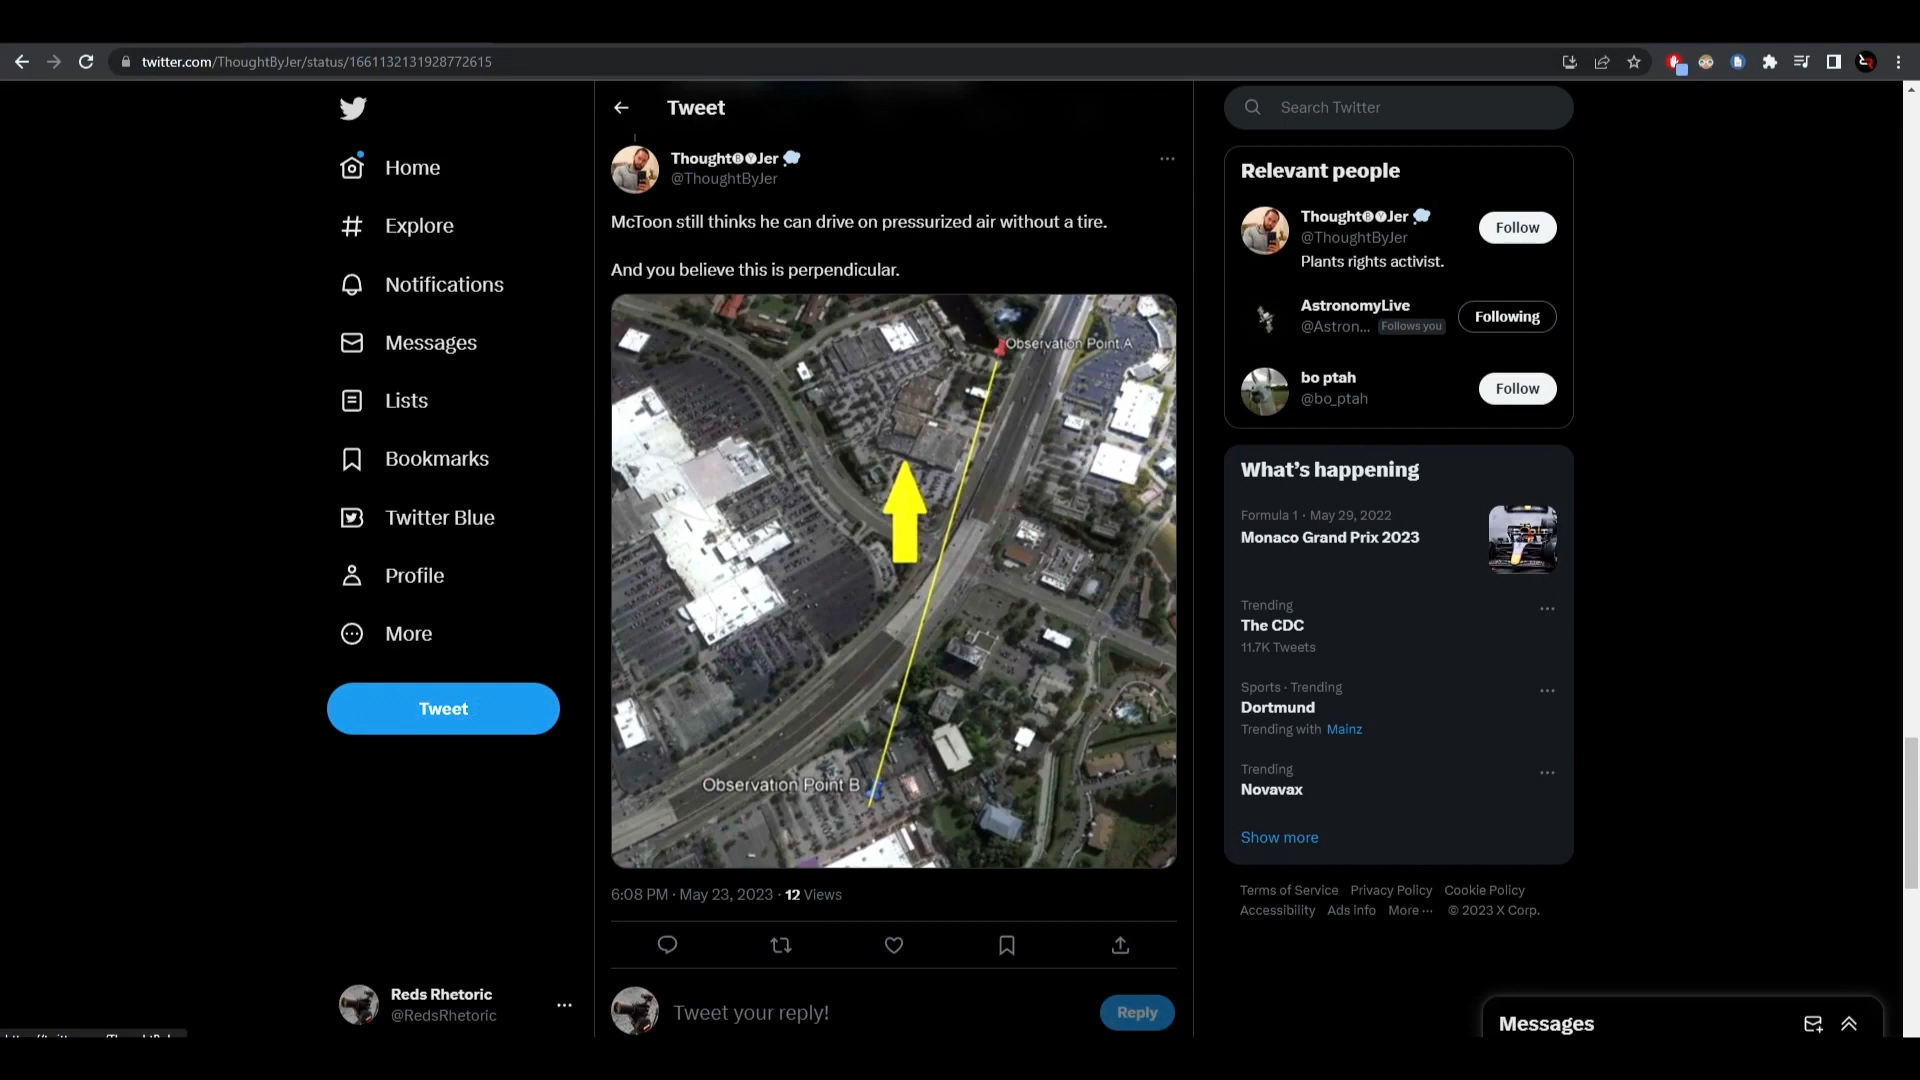 twitter.com/ThoughtByJer/status/1661132131928772615
Home
Explore
Notifications
Messages
Lists
Bookmarks
Twitter Blue
Profile
More
Tweet
Reds Rhetoric
@RedsRhetoric
Tweet
Thought🅑🅨Jer
@ThoughtByJer
McToon still thinks he can drive on pressurized air without a tire.
And you believe this is perpendicular.
Observation Point A
Observation Point B
6:08 PM · May 23, 2023 · 12 Views
Tweet your reply!
Reply
Search Twitter
Relevant people
Thought🅑🅨Jer
@ThoughtByJer
Follow
Plants rights activist.
AstronomyLive
@Astron... Follows you
Following
bo ptah
@bo_ptah
Follow
What's happening
Formula 1 · May 29, 2022
Monaco Grand Prix 2023
Trending
The CDC
11.7K Tweets
Sports · Trending
Dortmund
Trending with Mainz
Trending
Novavax
Show more
Terms of Service Privacy Policy Cookie Policy
Accessibility Ads info More ··· © 2023 X Corp.
Messages